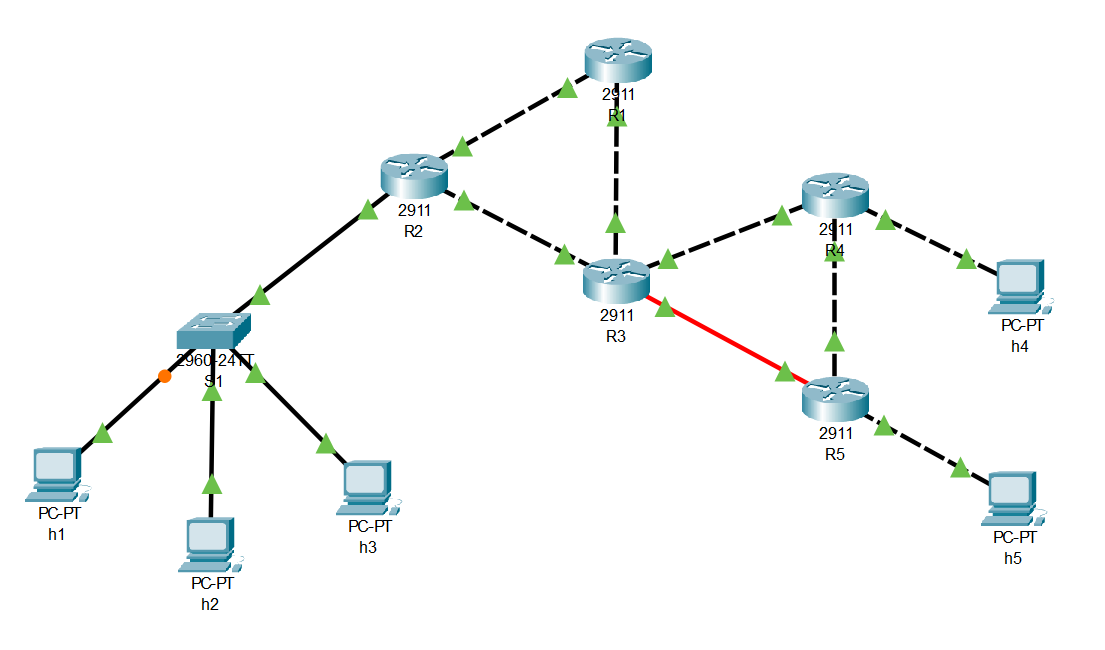 2911
R1
2911
R2
2911
R4
2911
R3
PC-PT
h4
2960-24TT
S1
2911
R5
PC-PT
h1
PC-PT
h3
PC-PT
h5
PC-PT
h2